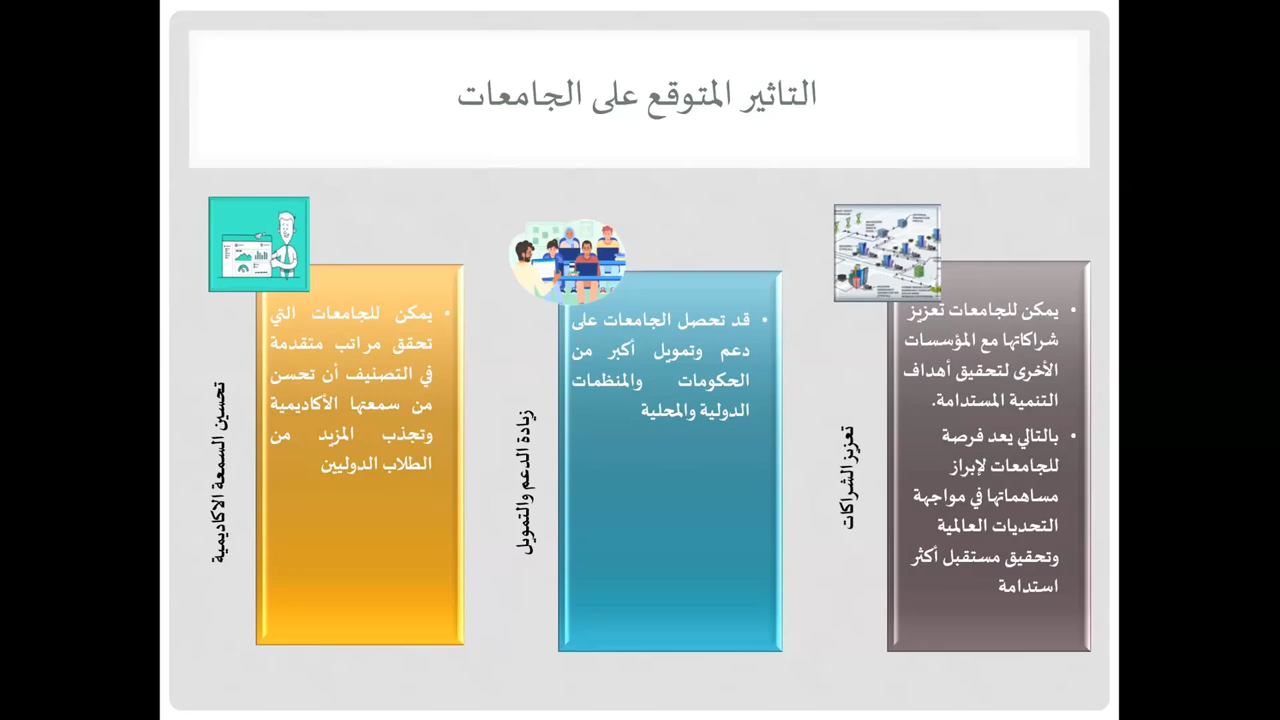 التاثير المتوقع على الجامعات
تعزيز الشراكات
• يمكن للجامعات تعزيز
شراكاتها مع المؤسسات
الأخرى لتحقيق أهداف
التنمية المستدامة.
• بالتالي يعد فرصة
للجامعات لإبراز
مساهماتها في مواجهة
التحديات العالمية
وتحقيق مستقبل أكثر
استدامة
زيادة الدعم والتمويل
• قد تحصل الجامعات على
دعم وتمويل أكبر من
الحكومات والمنظمات
الدولية والمحلية
تحسين السمعة الاكاديمية
• يمكن للجامعات التي
تحقق مراتب متقدمة
في التصنيف أن تحسن
من سمعتها الأكاديمية
وتجذب المزيد من
الطلاب الدوليين